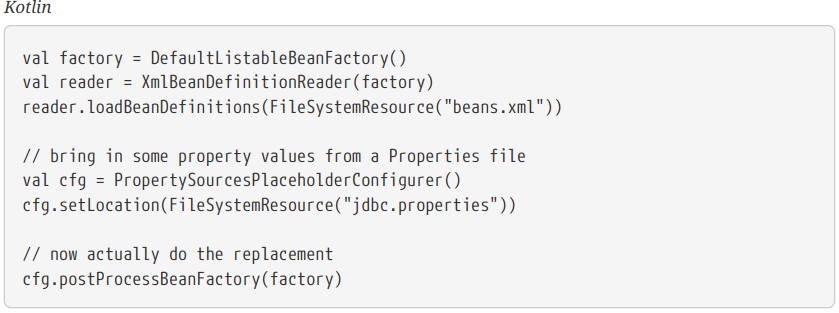 Kotlin
val factory = DefaultListableBeanFactory()
val reader = XmlBeanDefinitionReader(factory)
reader.loadBeanDefinitions(FileSystemResource("beans.xml"))
// bring in some property values from a Properties file
val cfg = PropertySourcesPlaceholderConfigurer()
cfg.setLocation(FileSystemResource("jdbc.properties"))
// now actually do the replacement
cfg.postProcessBeanFactory(factory)